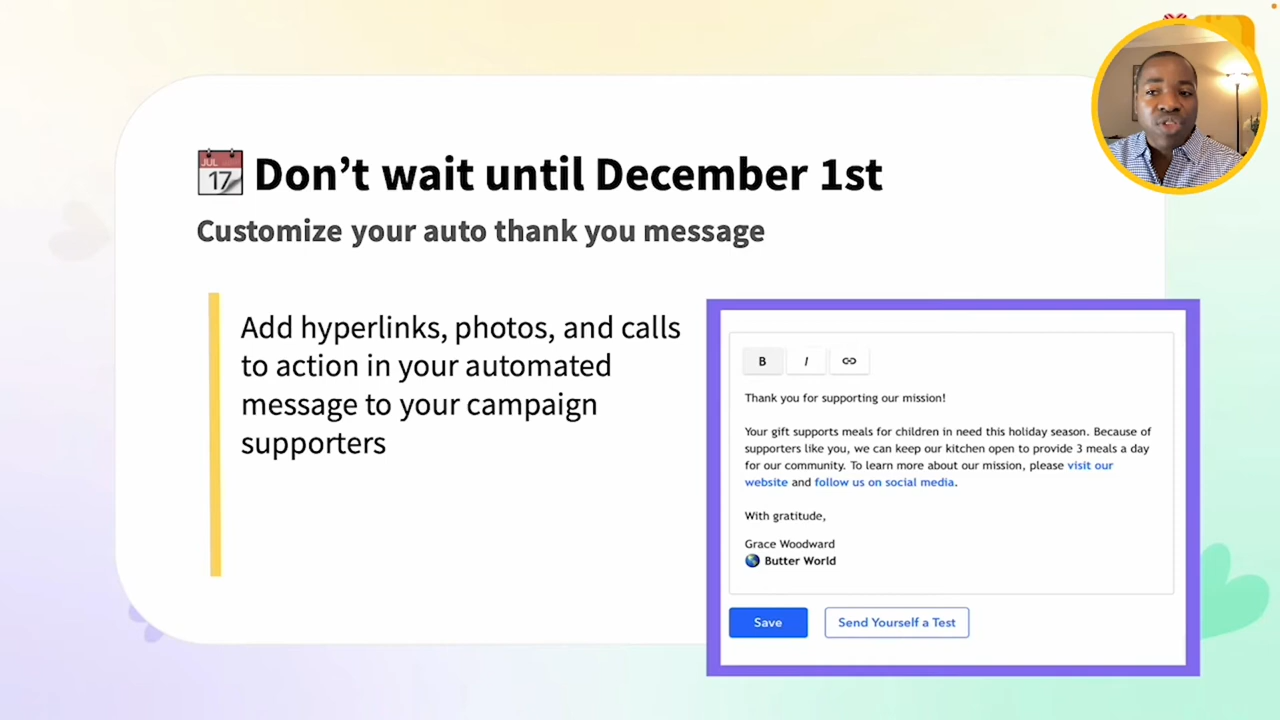 JUL
17
Don’t wait until December 1st
Customize your auto thank you message
Add hyperlinks, photos, and calls
to action in your automated
message to your campaign
supporters
B
I
Thank you for supporting our mission!
Your gift supports meals for children in need this holiday season. Because of
supporters like you, we can keep our kitchen open to provide 3 meals a day
for our community. To learn more about our mission, please visit our
website and follow us on social media.
With gratitude,
Grace Woodward
Butter World
Save
Send Yourself a Test